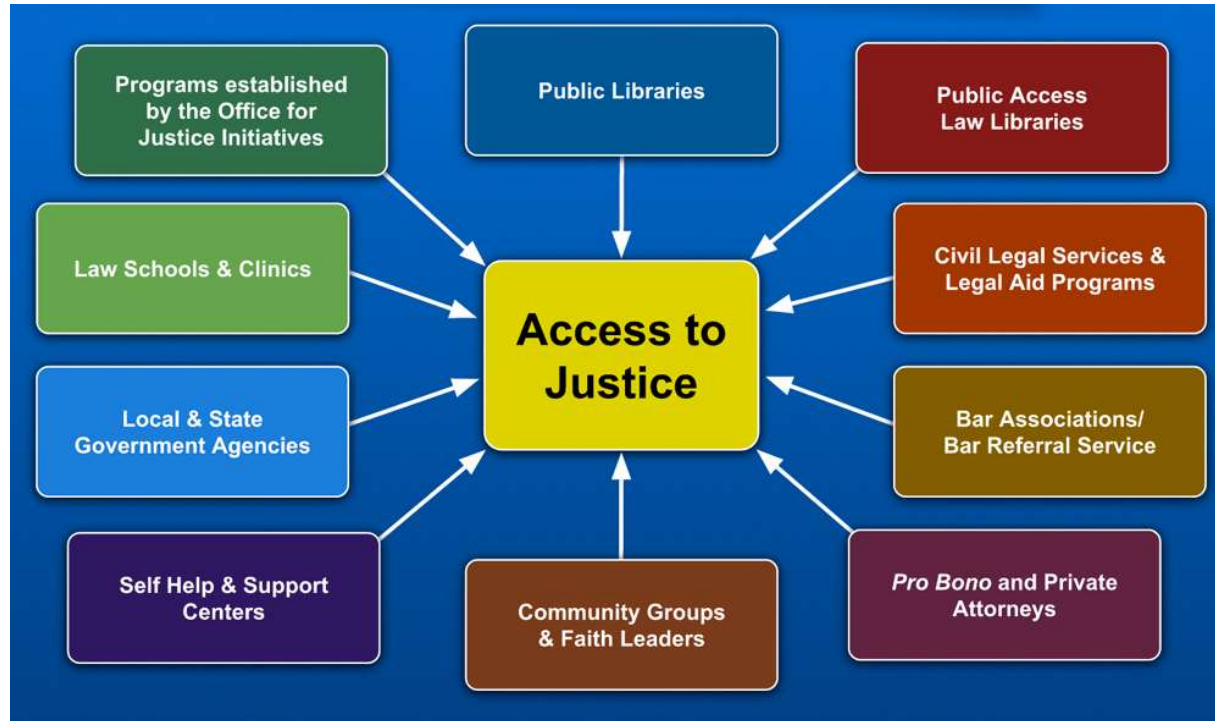 Programs established
by the Office for
Justice Initiatives
Public Libraries
Public Access
Law Libraries
Law Schools & Clinics
Access to
Justice
Civil Legal Services &
Legal Aid Programs
Local & State
Government Agencies
Bar Associations/
Bar Referral Service
Self Help & Support
Centers
Community Groups
& Faith Leaders
Pro Bono and Private
Attorneys